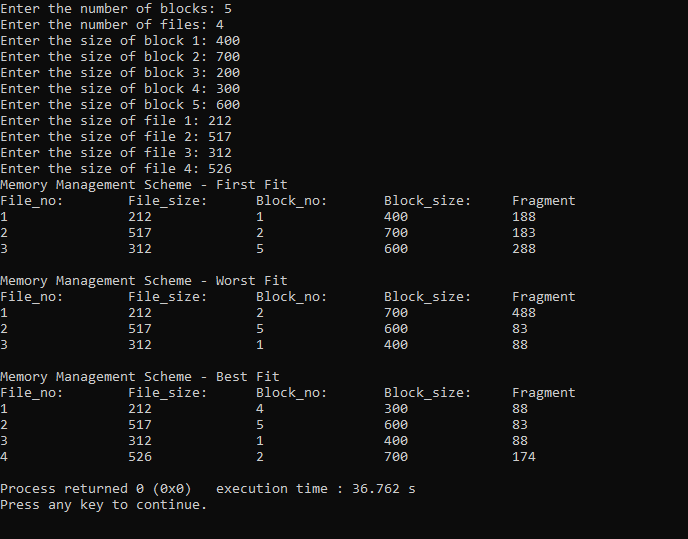 Enter the number of blocks: 5
Enter the number of files: 4
Enter the size of block 1: 400
Enter the size of block 2: 700
Enter the size of block 3: 200
Enter the size of block 4: 300
Enter the size of block 5: 600
Enter the size of file 1: 212
Enter the size of file 2: 517
Enter the size of file 3: 312
Enter the size of file 4: 526
Memory Management Scheme - First Fit
File_no:        File_size:      Block_no:       Block_size:     Fragment
1               212             1               400             188
2               517             2               700             183
3               312             5               600             288

Memory Management Scheme - Worst Fit
File_no:        File_size:      Block_no:       Block_size:     Fragment
1               212             2               700             488
2               517             5               600             83
3               312             1               400             88

Memory Management Scheme - Best Fit
File_no:        File_size:      Block_no:       Block_size:     Fragment
1               212             4               300             88
2               517             5               600             83
3               312             1               400             88
4               526             2               700             174

Process returned 0 (0x0)   execution time : 36.762 s
Press any key to continue.